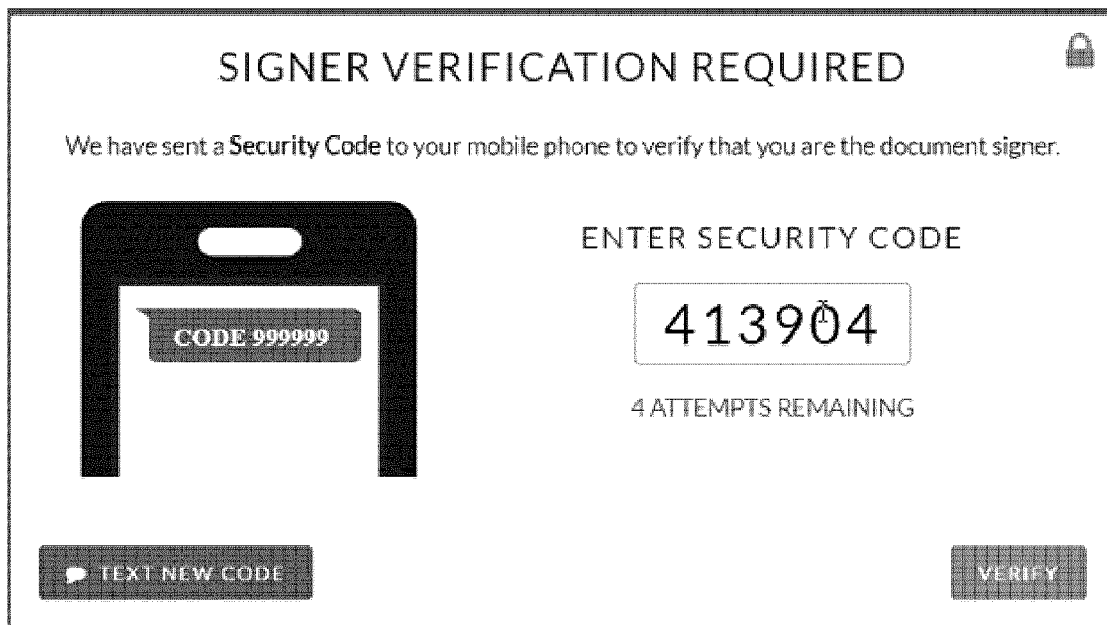 SIGNER VERIFICATION REQUIRED
We have sent a Security Code to your mobile phone to verify that you are the document signer.
CODE 999999
ENTER SECURITY CODE
413904
4 ATTEMPTS REMAINING
TEXT NEW CODE
VERIFY